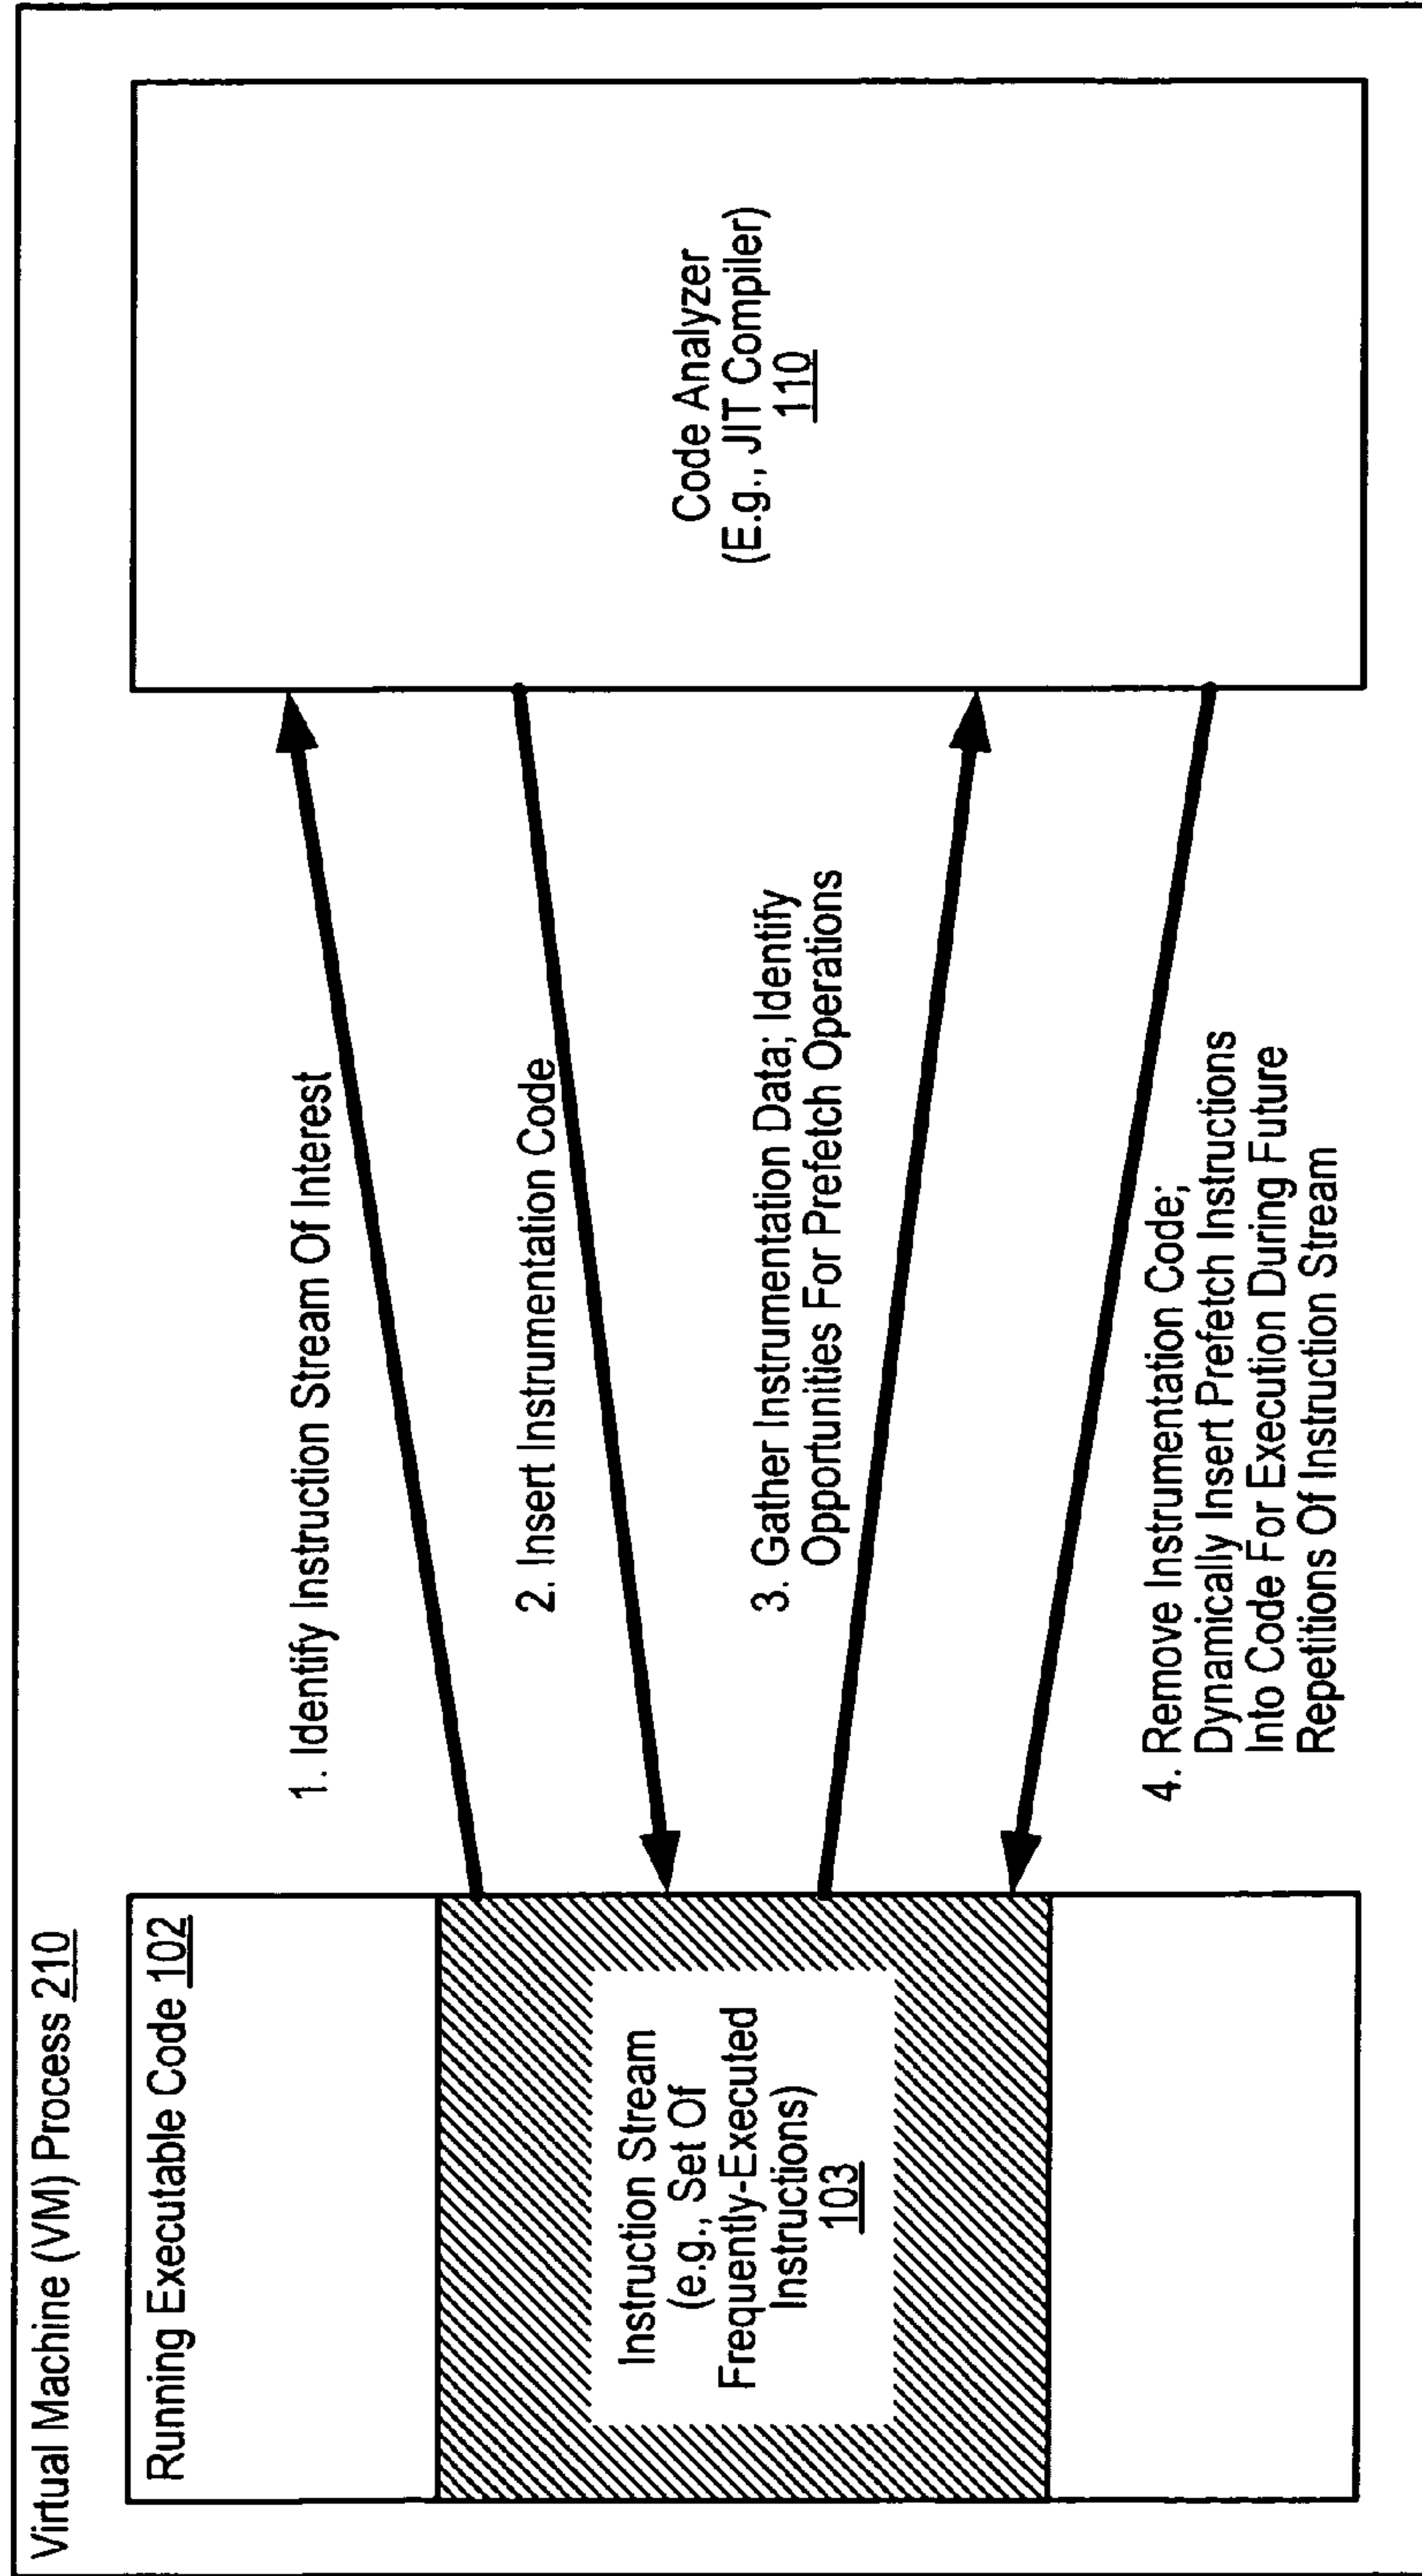 Virtual Machine (VM) Process 210
Running Executable Code 102
Instruction Stream
(e.g., Set Of
Frequently-Executed
Instructions)
103
1. Identify Instruction Stream Of Interest
2. Insert Instrumentation Code
3. Gather Instrumentation Data; Identify
Opportunities For Prefetch Operations
4. Remove Instrumentation Code;
Dynamically Insert Prefetch Instructions
Into Code For Execution During Future
Repetitions Of Instruction Stream
Code Analyzer
(E.g., JIT Compiler)
110